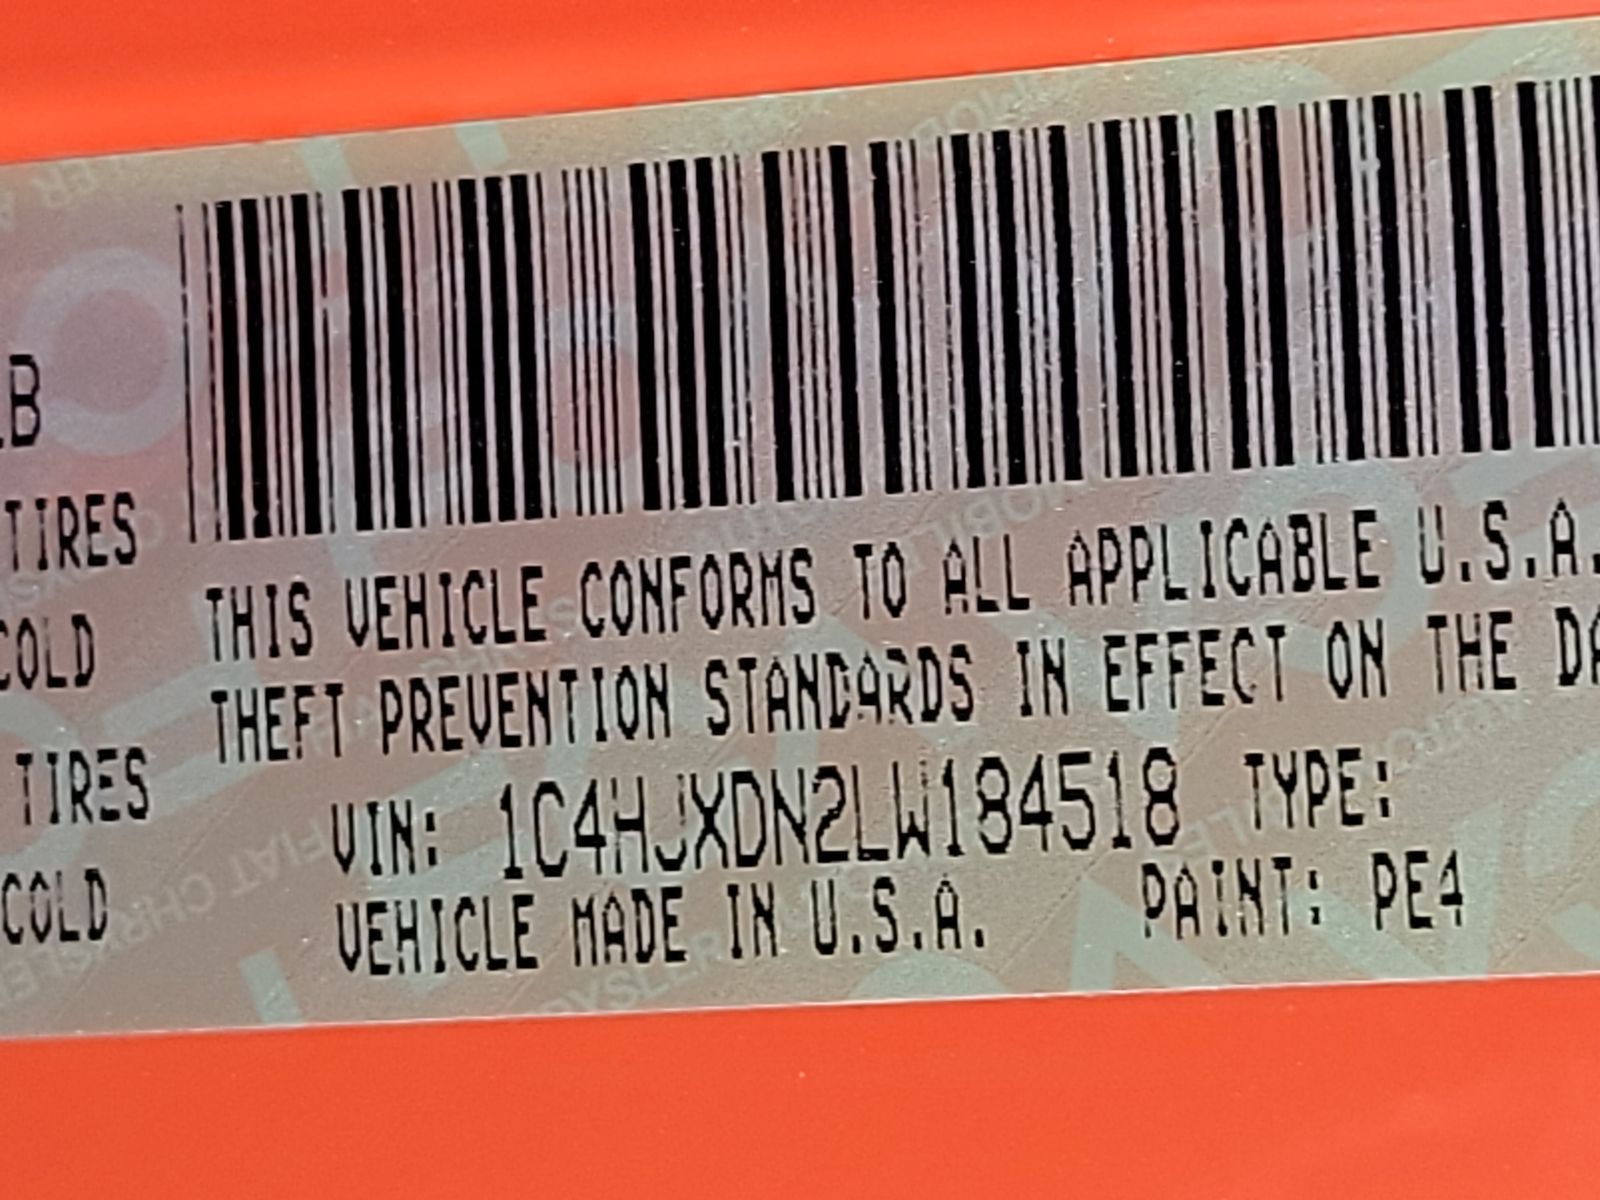 LB
TIRES
COLD
TIRES
COLD
THIS VEHICLE CONFORMS TO ALL APPLICABLE U.S.A.
THEFT PREVENTION STANDARDS IN EFFECT ON THE DA
VIN: 1C4HJXDN2LW184518 TYPE:
VEHICLE MADE IN U.S.A. PAINT: PE4